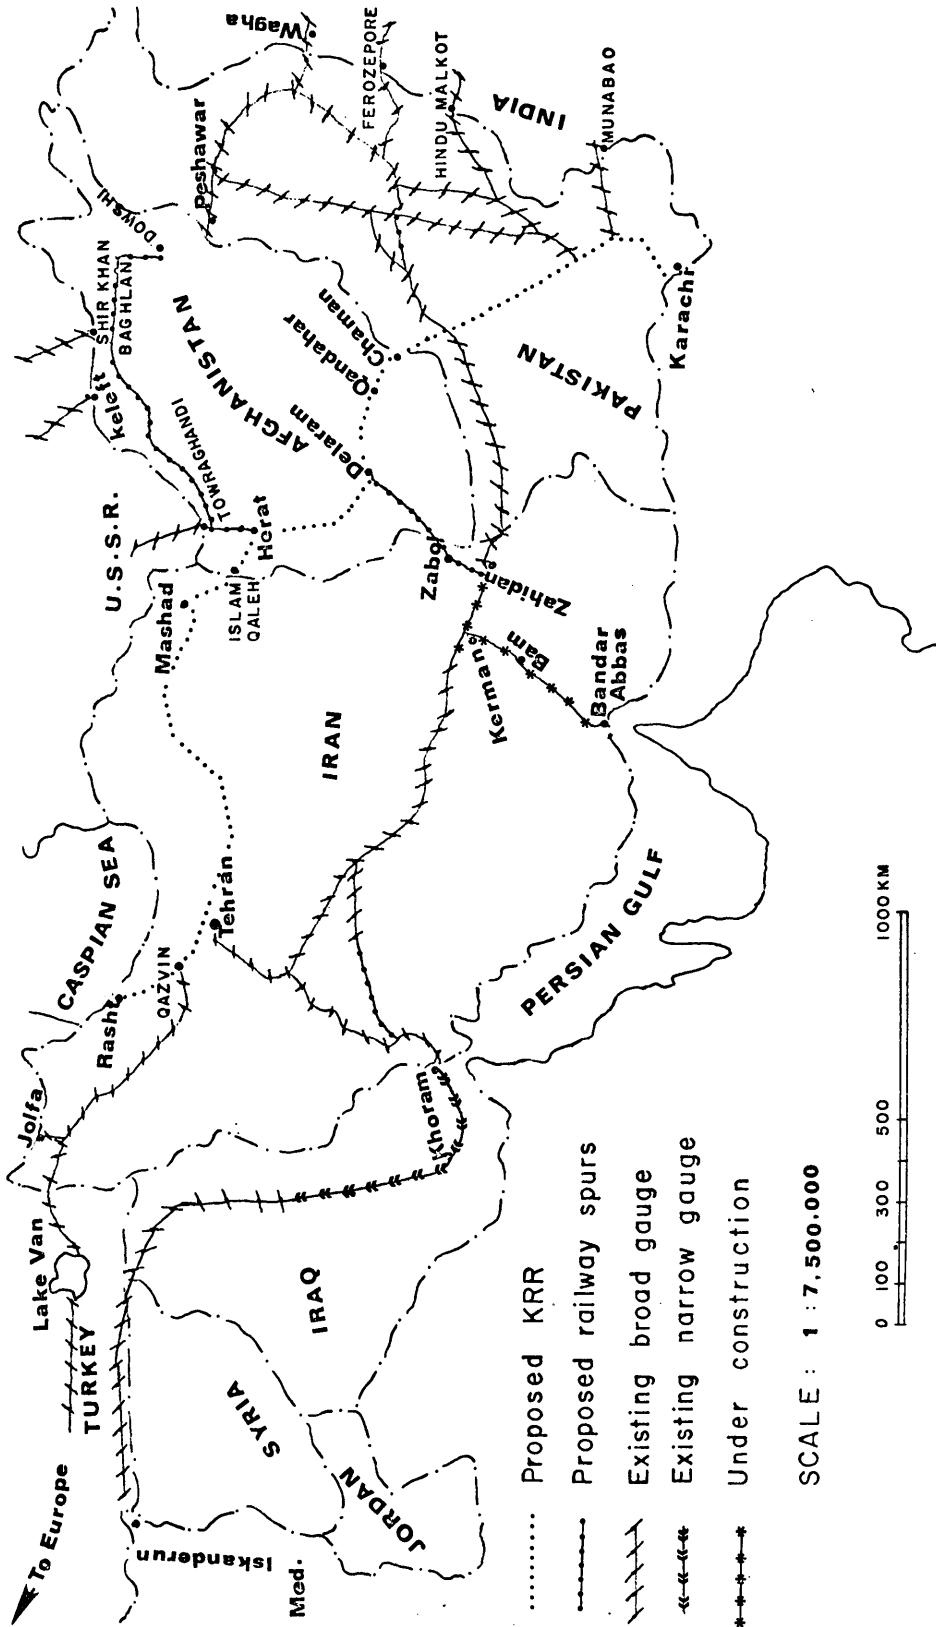 To Europe
TURKEY
Lake Van
Jolfa
Rasht
CASPIAN SEA
QAZVIN
Tehrán
Mashad
U.S.S.R.
ISLAM
QALEH
Herat
TOWRAGHANDI
keleft
SHIR KHAN
BAGHLAN
DOWSHI
AFGHANISTAN
Delaram
Qandahar
Chaman
Peshawar
Wagha
FEROZEPORE
HINDU MALKOT
INDIA
MUNABAO
PAKISTAN
Karachi
IRAN
Zabol
Zahidan
Kerman
Bam
Bandar
Abbas
PERSIAN GULF
Khoram
IRAQ
SYRIA
JORDAN
Iskanderun
Med.
Proposed KRR
Proposed railway spurs
Existing broad gauge
Existing narrow gauge
Under construction
SCALE : 1 : 7,500.000
0 100 300 500 1000 KM